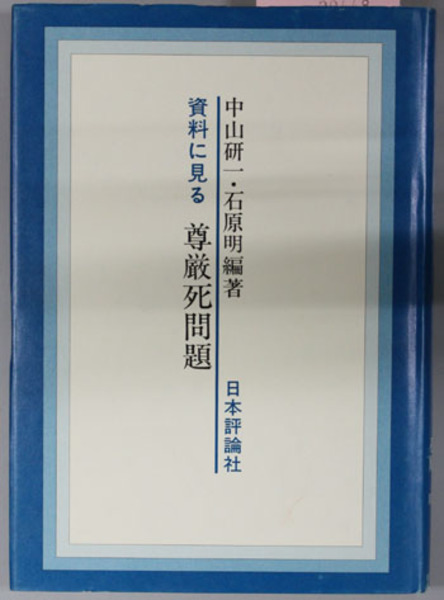 中山研一・石原明編著
資料に見る 尊厳死問題
日本評論社